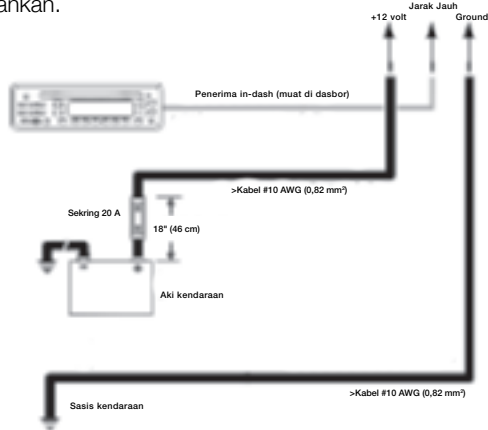 ankan.
Jarak Jauh
+12 volt
Ground
Penerima in-dash (muat di dasbor)
>Kabel #10 AWG (0,82 mm²)
Sekring 20 A
18" (46 cm)
Aki kendaraan
>Kabel #10 AWG (0,82 mm²)
Sasis kendaraan